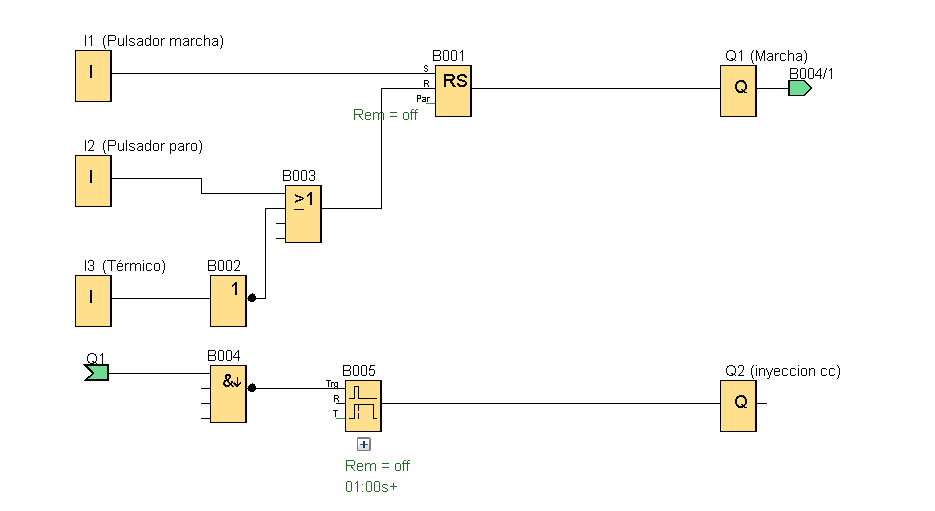 I1 (Pulsador marcha)
I
B001
S
R
Par
RS
Rem = off
Q1 (Marcha)
Q
B004/1
I2 (Pulsador paro)
I
B003
≥1
I3 (Térmico)
I
B002
1
Q1
B004
&↓
B005
Trg
R
T
Rem = off
01:00s+
Q2 (inyeccion cc)
Q